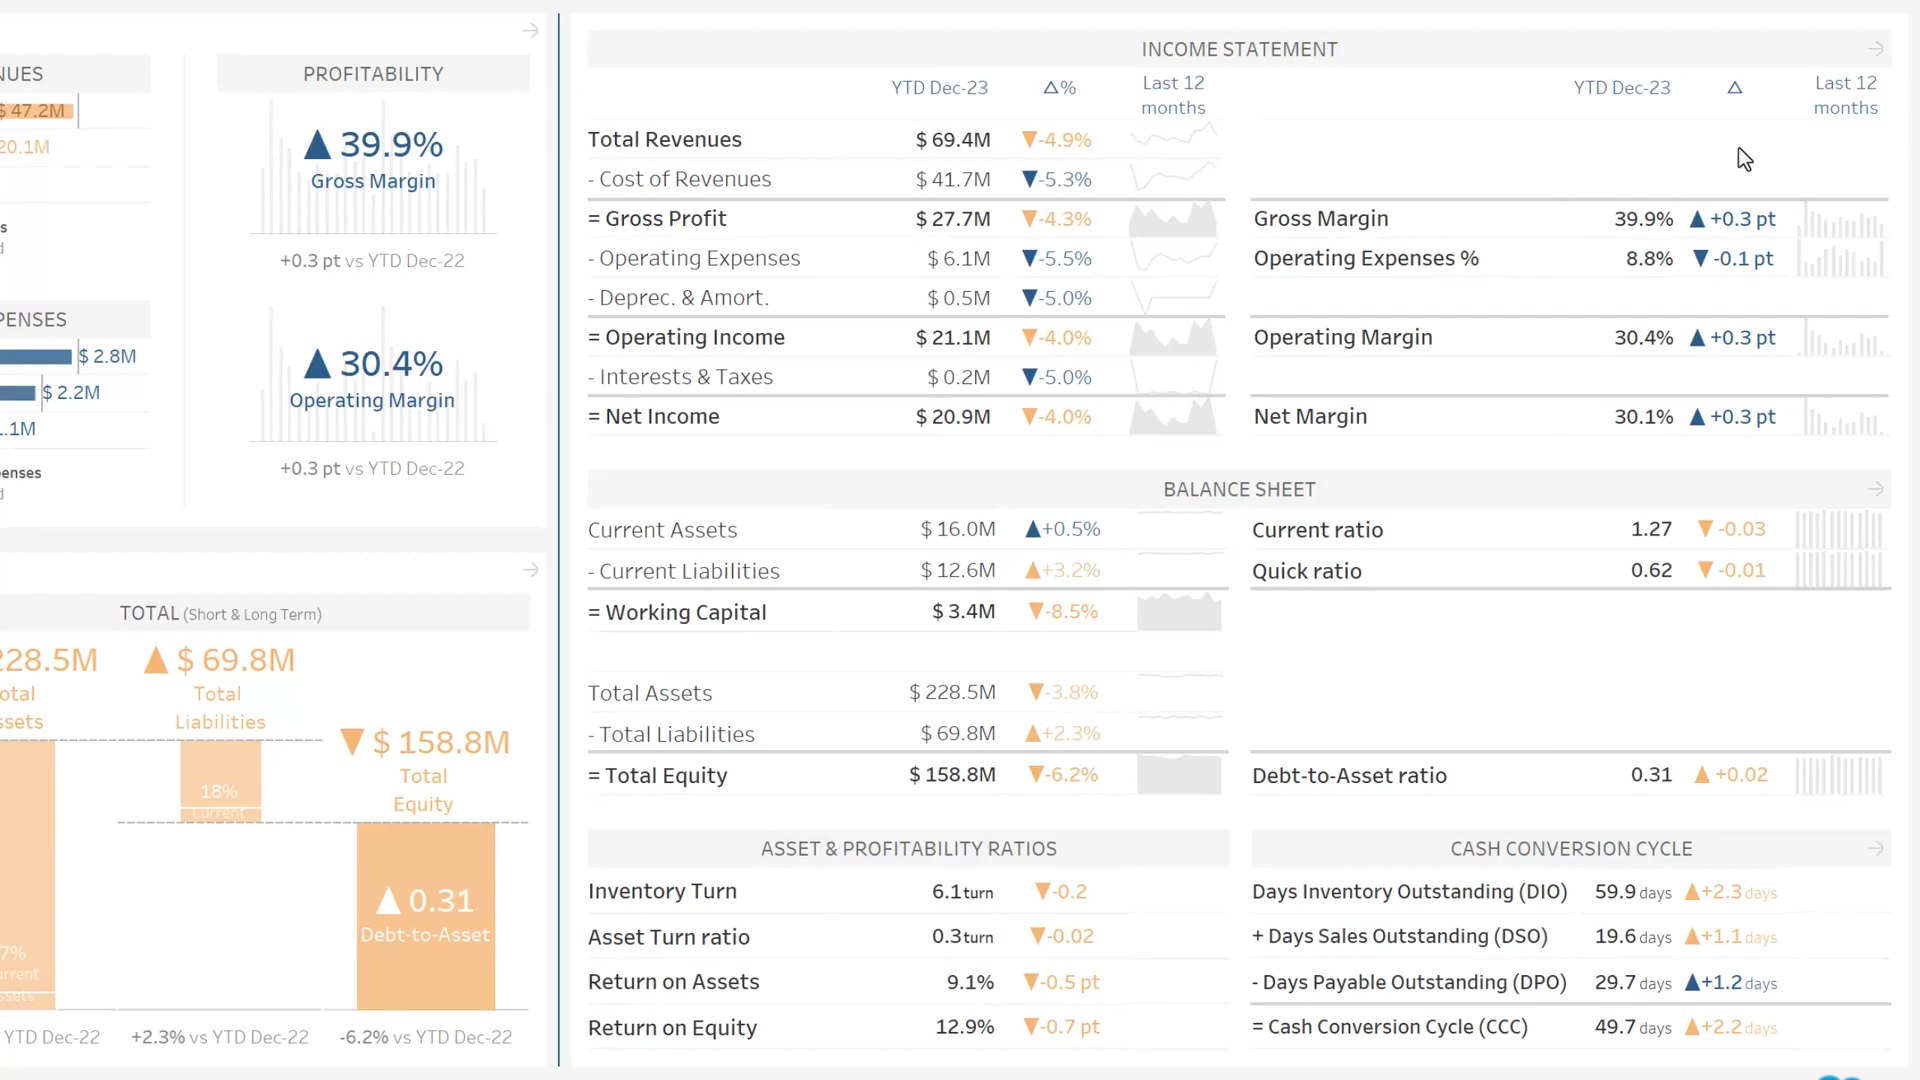 NUES
$ 47.2M
20.1M
s
d
PENSES
$ 2.8M
$ 2.2M
.1M
enses
d
PROFITABILITY
▲ 39.9%
Gross Margin
+0.3 pt vs YTD Dec-22
▲ 30.4%
Operating Margin
+0.3 pt vs YTD Dec-22
TOTAL (Short & Long Term)
228.5M
otal
ssets
7%
urrent
ssets
YTD Dec-22
▲ $ 69.8M
Total
Liabilities
18%
Current
+2.3% vs YTD Dec-22
▼ $ 158.8M
Total
Equity
▲ 0.31
Debt-to-Asset
-6.2% vs YTD Dec-22
INCOME STATEMENT
YTD Dec-23 △% Last 12 months
YTD Dec-23 △ Last 12 months
Total Revenues $ 69.4M ▼-4.9%
- Cost of Revenues $ 41.7M ▼-5.3%
= Gross Profit $ 27.7M ▼-4.3% Gross Margin 39.9% ▲ +0.3 pt
- Operating Expenses $ 6.1M ▼-5.5% Operating Expenses % 8.8% ▼ -0.1 pt
- Deprec. & Amort. $ 0.5M ▼-5.0%
= Operating Income $ 21.1M ▼-4.0% Operating Margin 30.4% ▲ +0.3 pt
- Interests & Taxes $ 0.2M ▼-5.0%
= Net Income $ 20.9M ▼-4.0% Net Margin 30.1% ▲ +0.3 pt
BALANCE SHEET
Current Assets $ 16.0M ▲+0.5% Current ratio 1.27 ▼ -0.03
- Current Liabilities $ 12.6M ▲+3.2% Quick ratio 0.62 ▼ -0.01
= Working Capital $ 3.4M ▼-8.5%
Total Assets $ 228.5M ▼-3.8%
- Total Liabilities $ 69.8M ▲+2.3%
= Total Equity $ 158.8M ▼-6.2% Debt-to-Asset ratio 0.31 ▲ +0.02
ASSET & PROFITABILITY RATIOS
Inventory Turn 6.1turn ▼-0.2
Asset Turn ratio 0.3turn ▼-0.02
Return on Assets 9.1% ▼-0.5 pt
Return on Equity 12.9% ▼-0.7 pt
CASH CONVERSION CYCLE
Days Inventory Outstanding (DIO) 59.9 days ▲+2.3 days
+ Days Sales Outstanding (DSO) 19.6 days ▲+1.1 days
- Days Payable Outstanding (DPO) 29.7 days ▲+1.2 days
= Cash Conversion Cycle (CCC) 49.7 days ▲+2.2 days